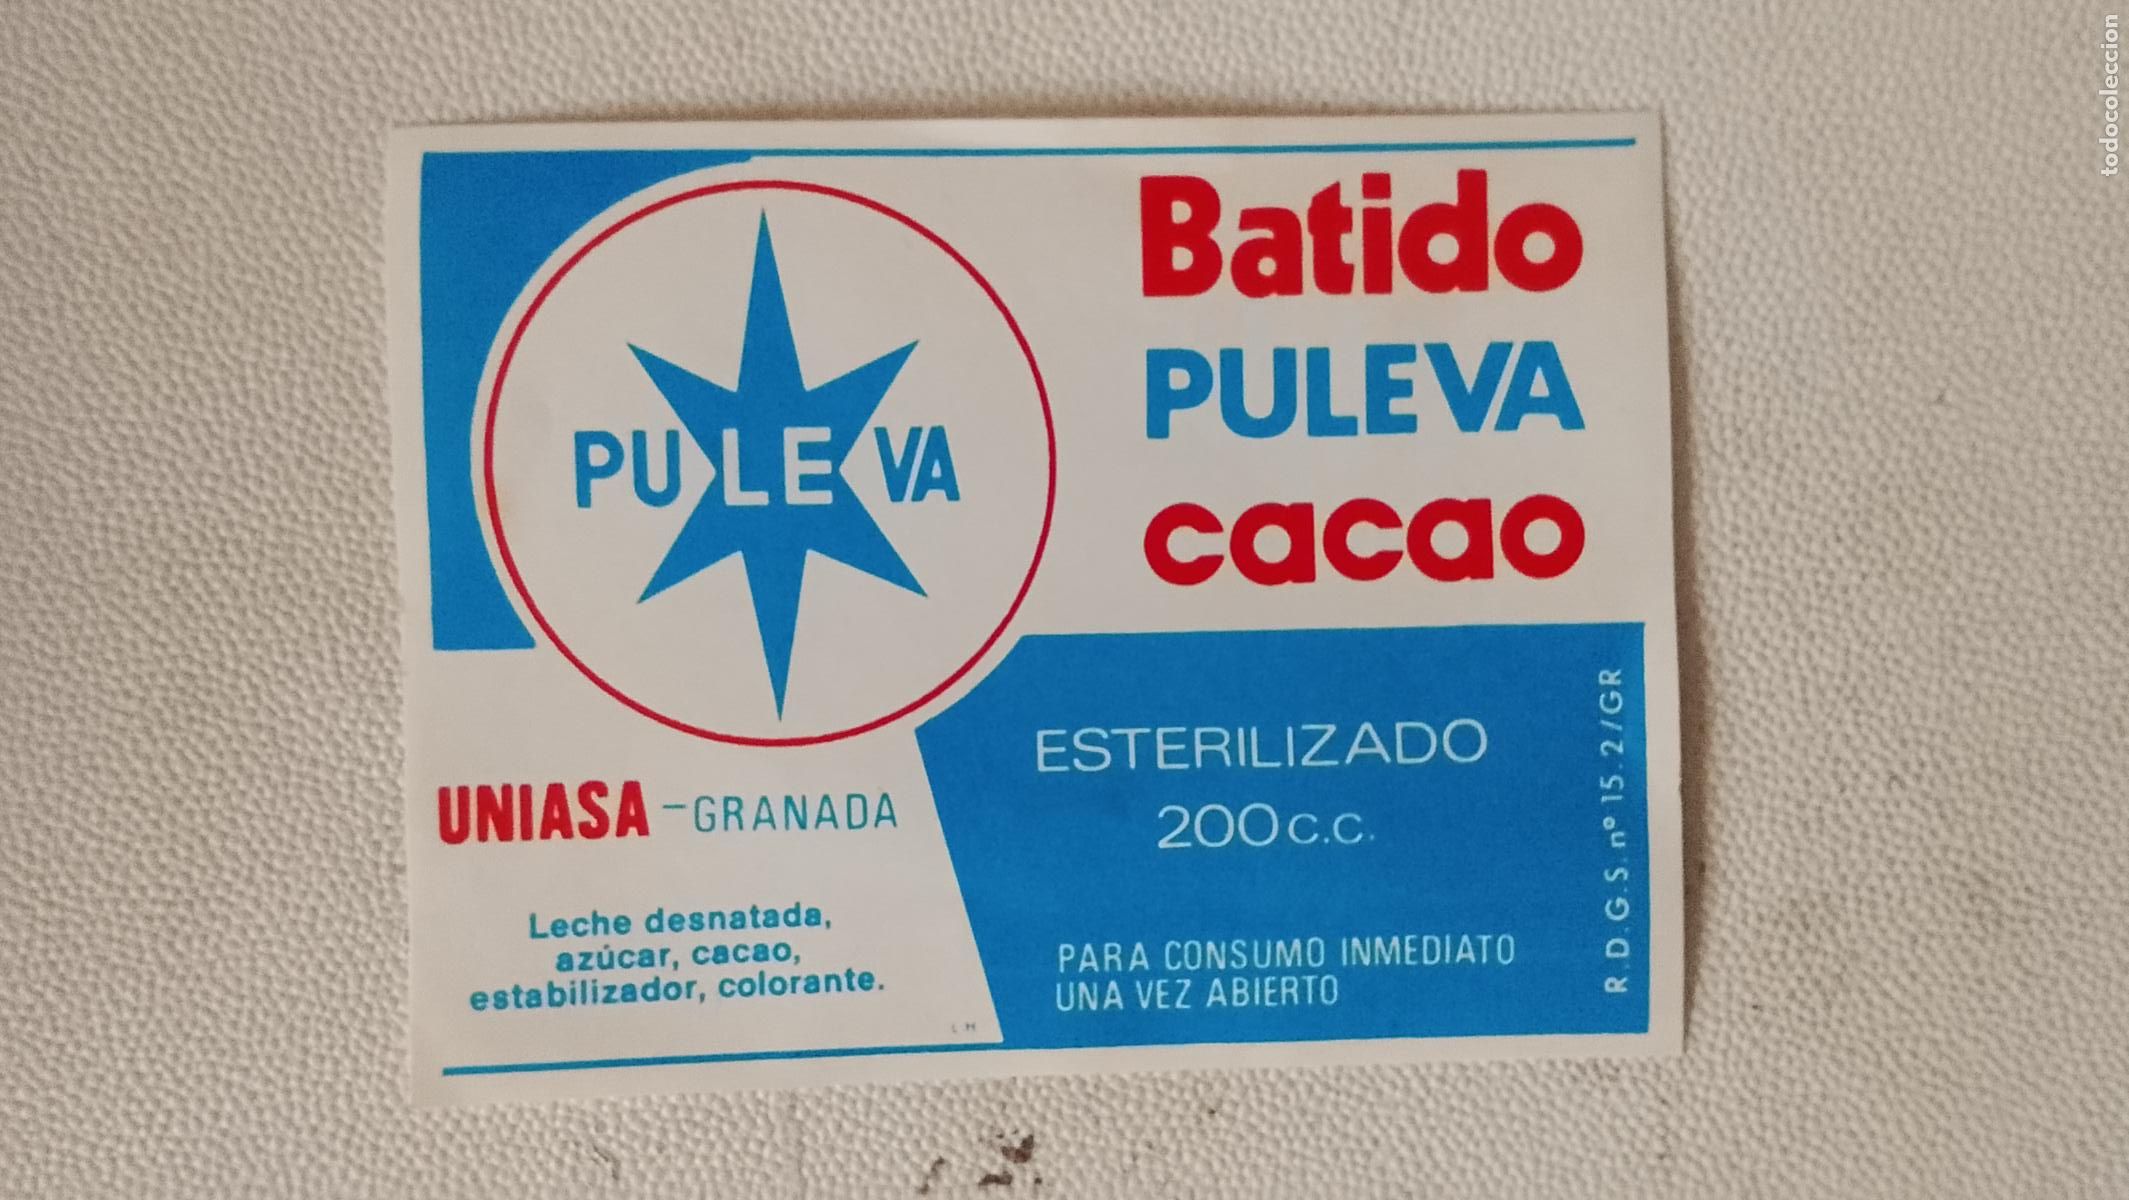 PULEVA
Batido
PULEVA
cacao
UNIASA - GRANADA
Leche desnatada,
azúcar, cacao,
estabilizador, colorante.
L H
ESTERILIZADO
200 c.c.
PARA CONSUMO INMEDIATO
UNA VEZ ABIERTO
R.D.G.S. nº 15.2/GR
todocoleccion